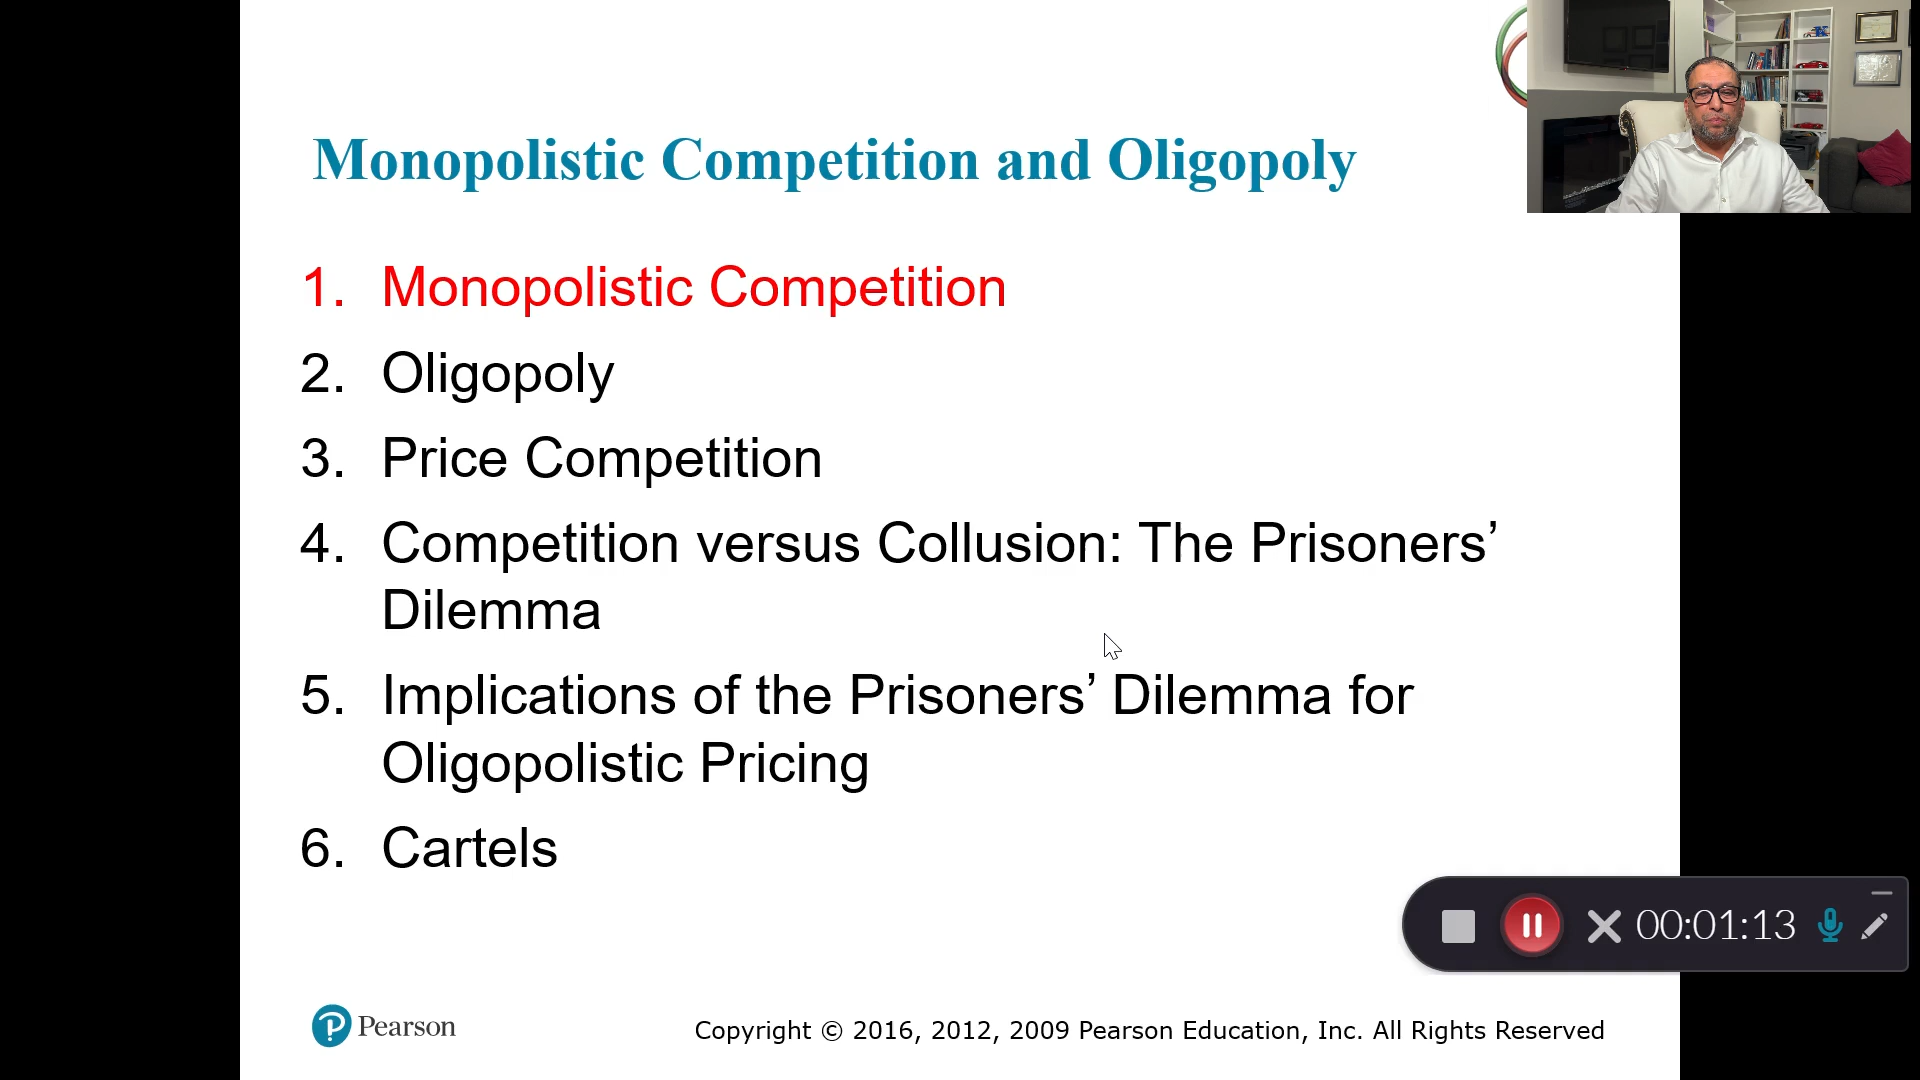 Monopolistic Competition and Oligopoly
1. Monopolistic Competition
2. Oligopoly
3. Price Competition
4. Competition versus Collusion: The Prisoners’
Dilemma
5. Implications of the Prisoners’ Dilemma for
Oligopolistic Pricing
6. Cartels
00:01:13
Pearson
Copyright © 2016, 2012, 2009 Pearson Education, Inc. All Rights Reserved